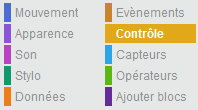 Mouvement
Evènements
Apparence
Contrôle
Son
Capteurs
Stylo
Opérateurs
Données
Ajouter blocs